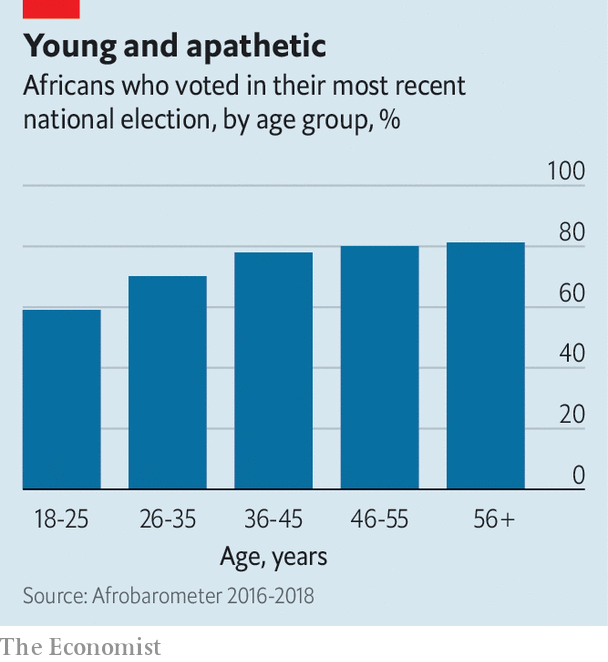 Young and apathetic
Africans who voted in their most recent
national election, by age group, %
100
80
60
40
20
0
18-25 26-35 36-45 46-55 56+
Age, years
Source: Afrobarometer 2016-2018
The Economist